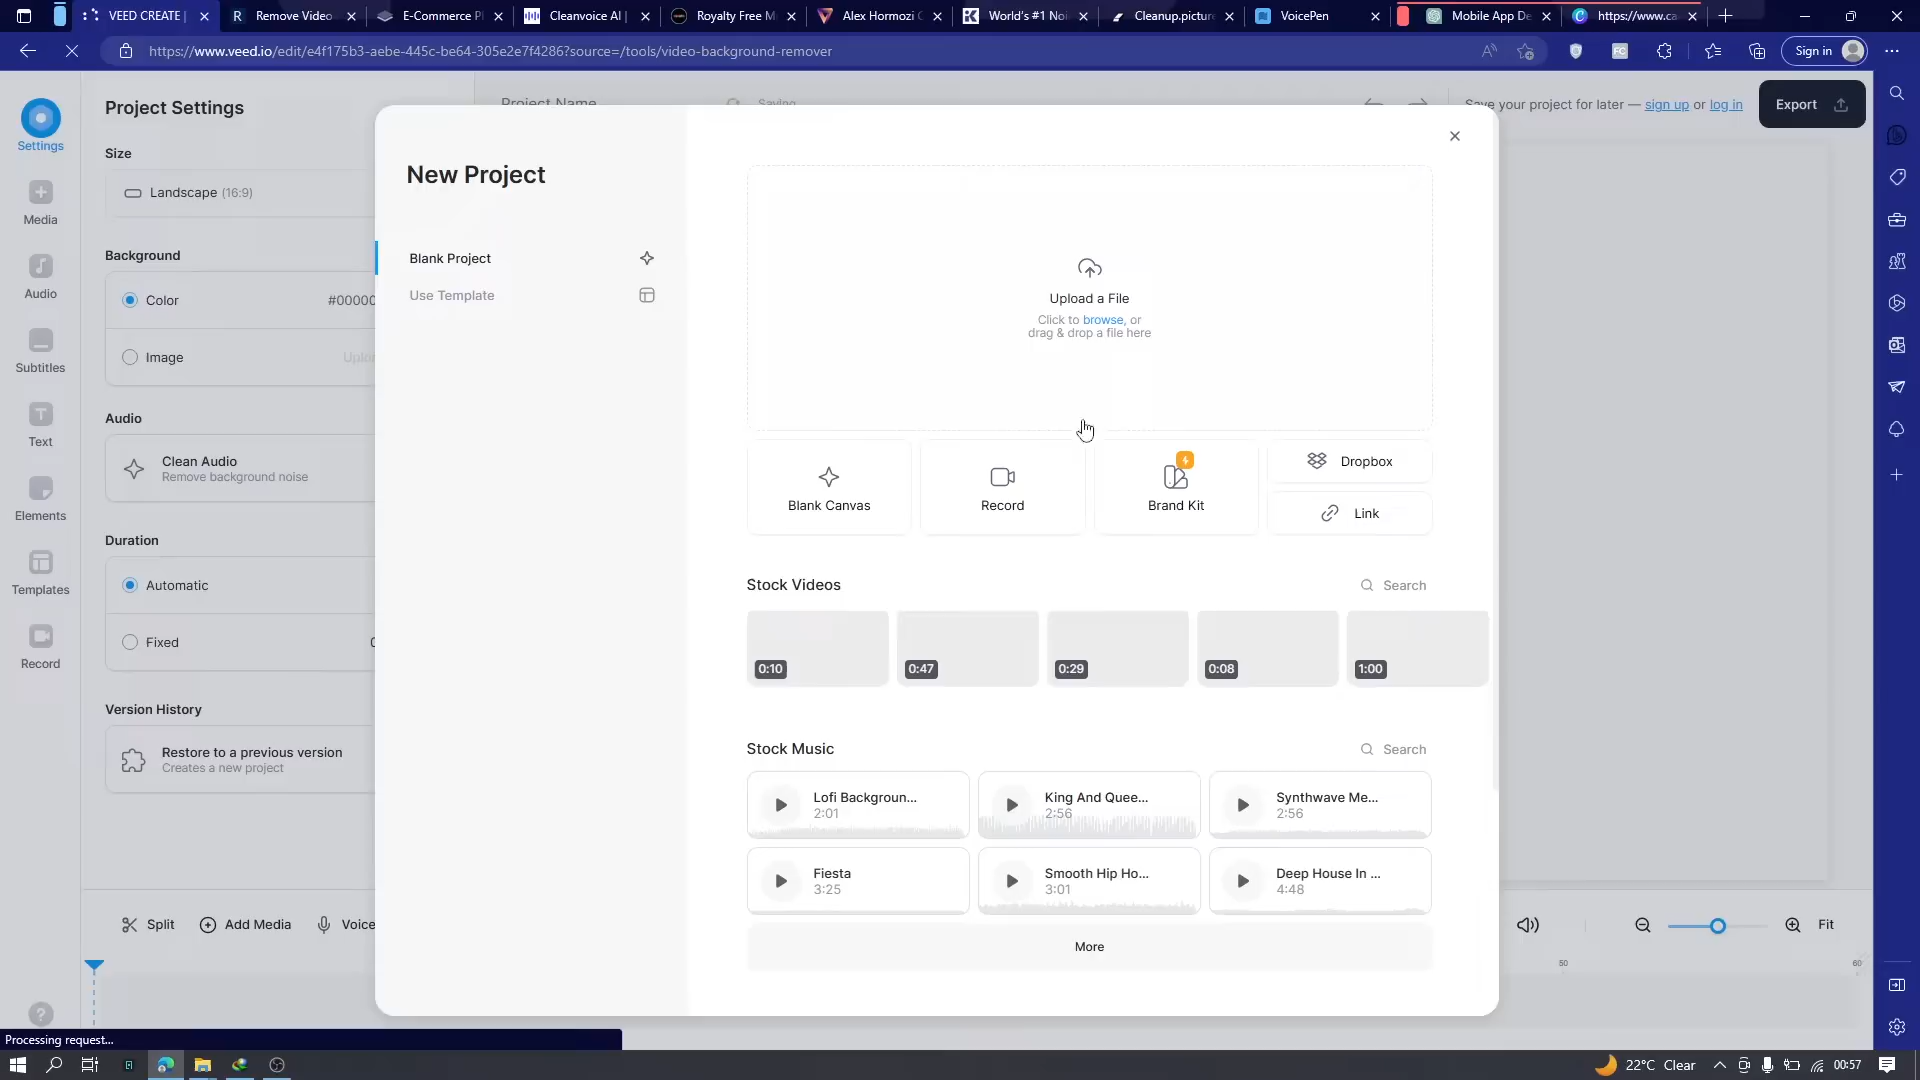 VEED CREATE |
Remove Video
E-Commerce P
Cleanvoice AI |
Royalty Free M
Alex Hormozi C
World's #1 Noi
Cleanup.picture
VoicePen
Mobile App De
https://www.ca
https://www.veed.io/edit/e4f175b3-aebe-445c-be64-305e2e7f4286?source=/tools/video-background-remover
Sign in
Project Settings
Project Name
Saving
Save your project for later — sign up or log in
Export
Settings
Media
Audio
Subtitles
Text
Elements
Templates
Record
Size
Landscape (16:9)
Background
Color
#00000
Image
Uplo
Audio
Clean Audio
Remove background noise
Duration
Automatic
Fixed
Version History
Restore to a previous version
Creates a new project
New Project
Blank Project
Use Template
Upload a File
Click to browse, or
drag & drop a file here
Blank Canvas
Record
Brand Kit
Dropbox
Link
Stock Videos
Search
0:10
0:47
0:29
0:08
1:00
Stock Music
Search
Lofi Backgroun...
2:01
King And Quee...
2:56
Synthwave Me...
2:56
Fiesta
3:25
Smooth Hip Ho...
3:01
Deep House In ...
4:48
More
Split
Add Media
Voice
Fit
50
60
Processing request...
22°C Clear
00:57